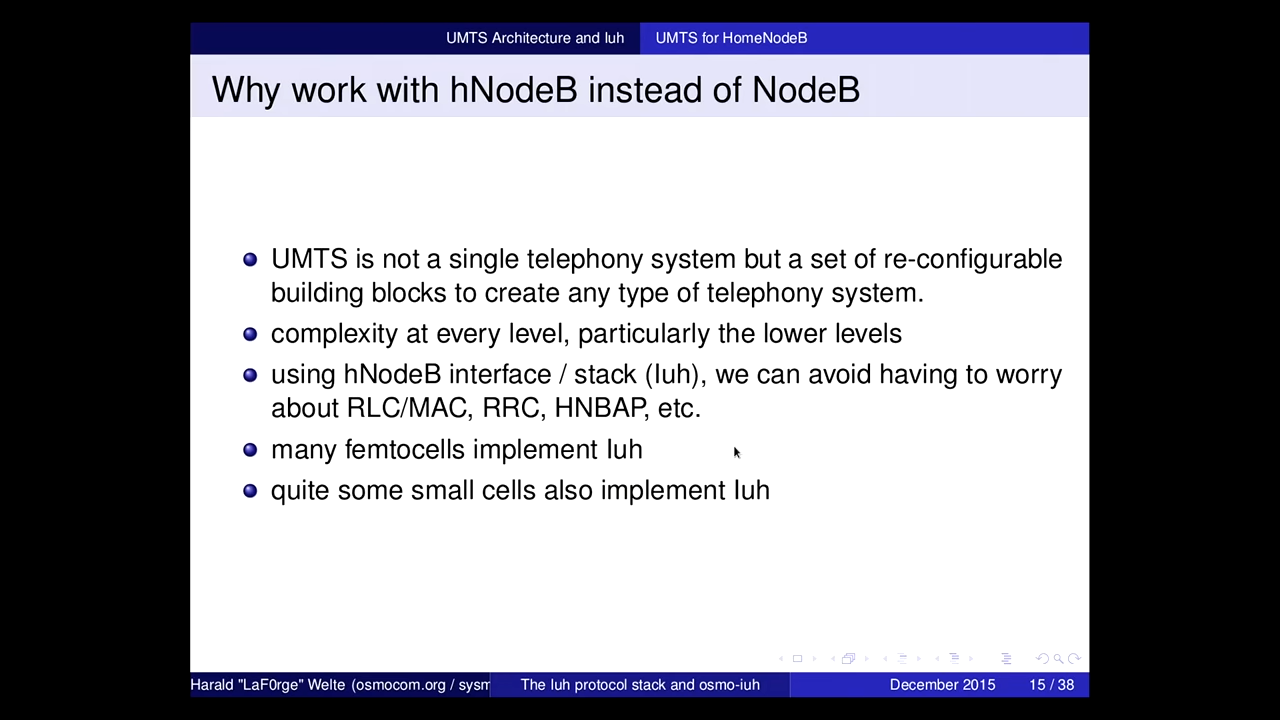 UMTS Architecture and Iuh UMTS for HomeNodeB
Why work with hNodeB instead of NodeB
UMTS is not a single telephony system but a set of re-configurable
building blocks to create any type of telephony system.
complexity at every level, particularly the lower levels
using hNodeB interface / stack (Iuh), we can avoid having to worry
about RLC/MAC, RRC, HNBAP, etc.
many femtocells implement Iuh
quite some small cells also implement Iuh
Harald "LaF0rge" Welte (osmocom.org / sysm The Iuh protocol stack and osmo-iuh December 2015 15 / 38